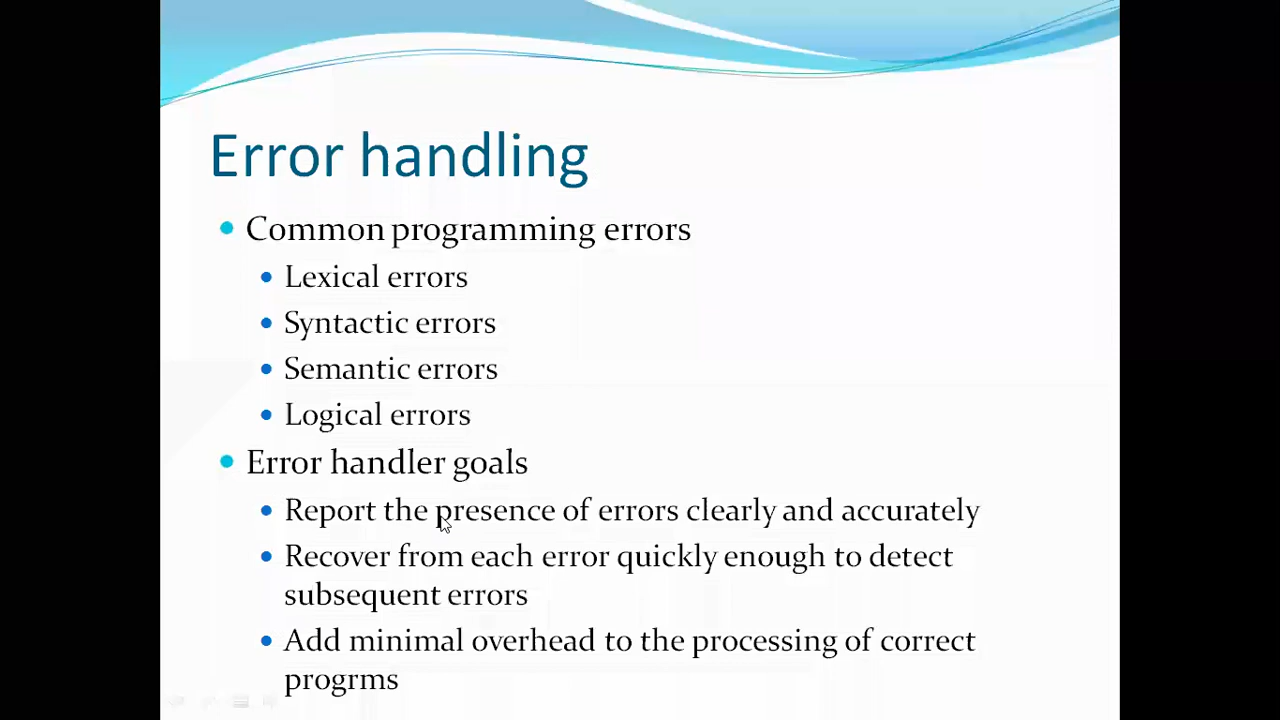 Error handling
Common programming errors
Lexical errors
Syntactic errors
Semantic errors
Logical errors
Error handler goals
Report the presence of errors clearly and accurately
Recover from each error quickly enough to detect
subsequent errors
Add minimal overhead to the processing of correct
progrms